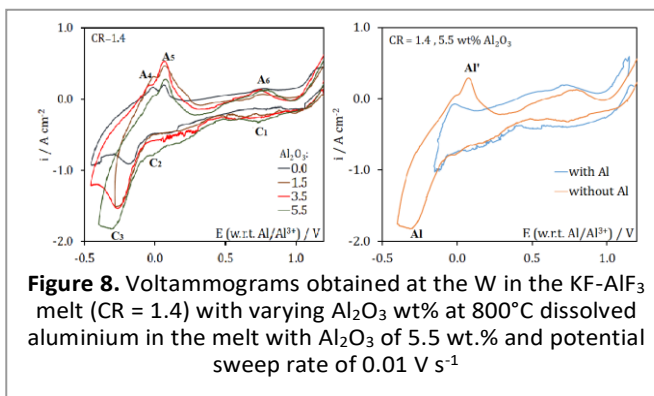 1.0
CR=1.4
A5
A4
A6
0.0
i / A cm-2
C1
Al2O3:
-1.0
C2
0.0
1.5
3.5
5.5
C3
E (w.r.t. Al/Al3+) / V
-2.0
-0.5
0.0
0.5
1.0
1.0
CR = 1.4 , 5.5 wt% Al2O3
Al'
0.0
i / A cm-2
-1.0
with Al
without Al
Al
E (w.r.t. Al/Al3+) / V
-2.0
-0.5
0.0
0.5
1.0
Figure 8. Voltammograms obtained at the W in the KF-AlF3
melt (CR = 1.4) with varying Al2O3 wt% at 800°C dissolved
aluminium in the melt with Al2O3 of 5.5 wt.% and potential
sweep rate of 0.01 V s-1